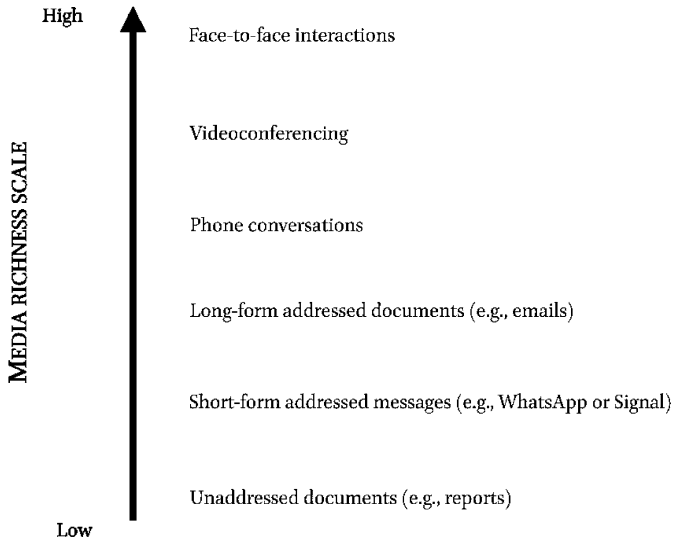 High
Face-to-face interactions
Videoconferencing
MEDIA RICHNESS SCALE
Phone conversations
Long-form addressed documents (e.g., emails)
Short-form addressed messages (e.g., WhatsApp or Signal)
Unaddressed documents (e.g., reports)
Low